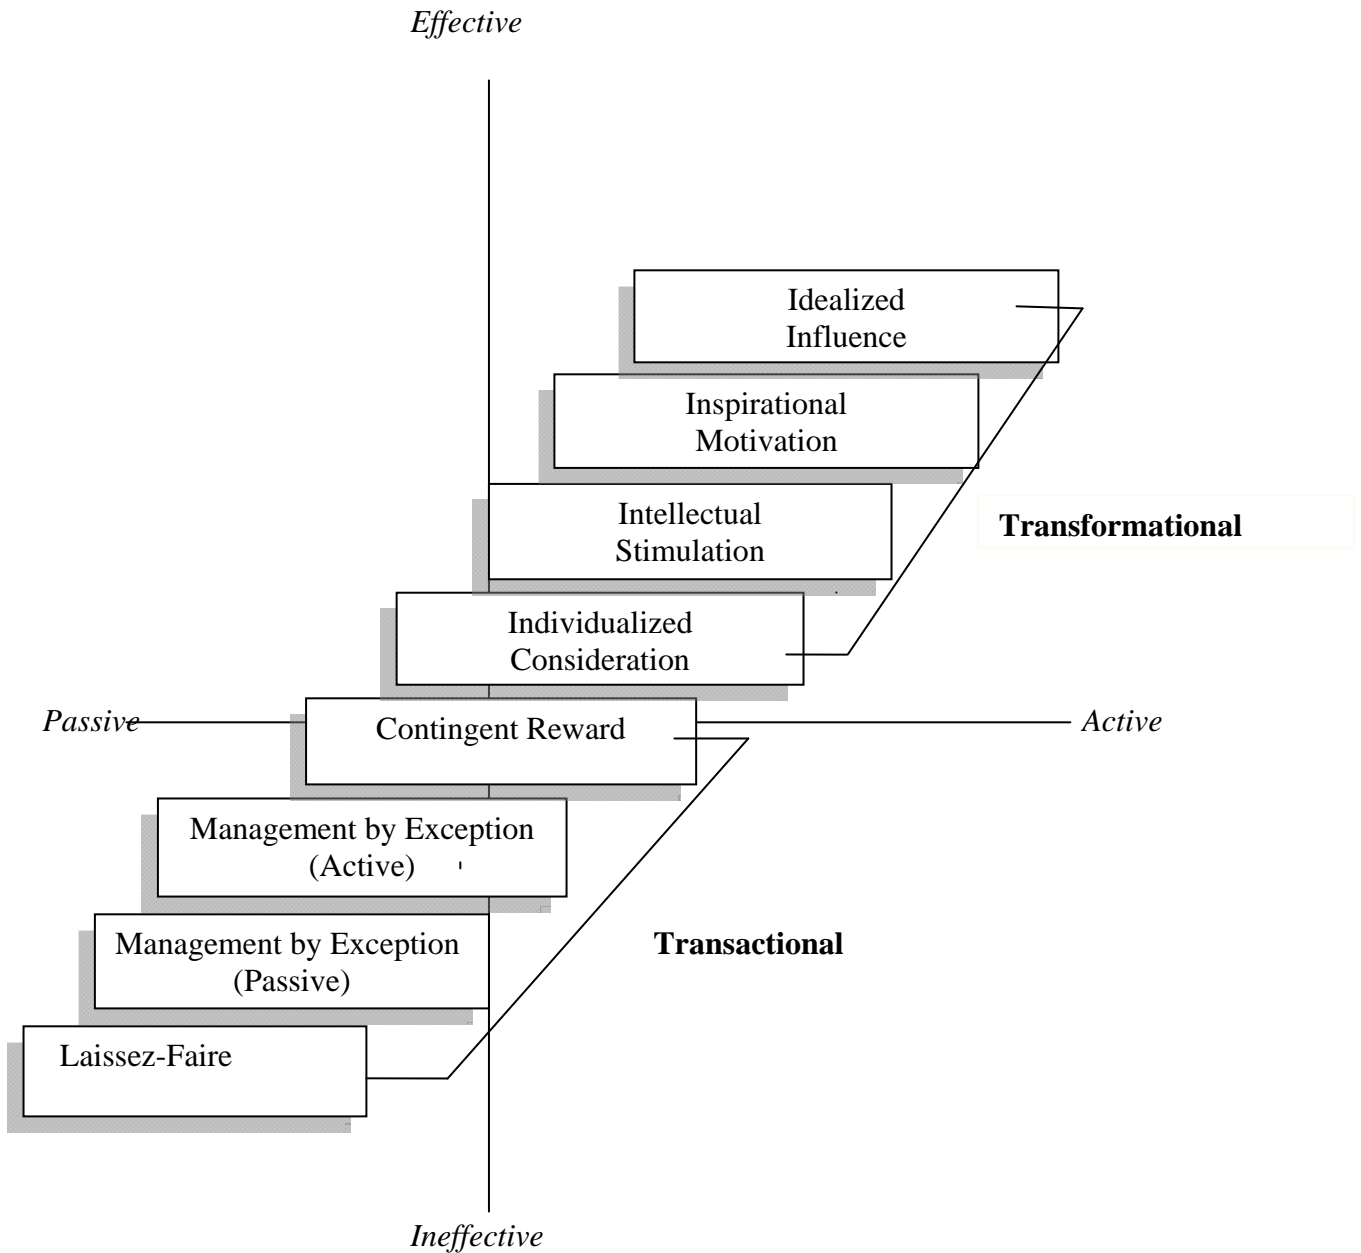 Effective
Idealized
Influence
Inspirational
Motivation
Intellectual
Stimulation
Transformational
Individualized
Consideration
Passive
Contingent Reward
Active
Management by Exception
(Active)
Management by Exception
(Passive)
Transactional
Laissez-Faire
Ineffective